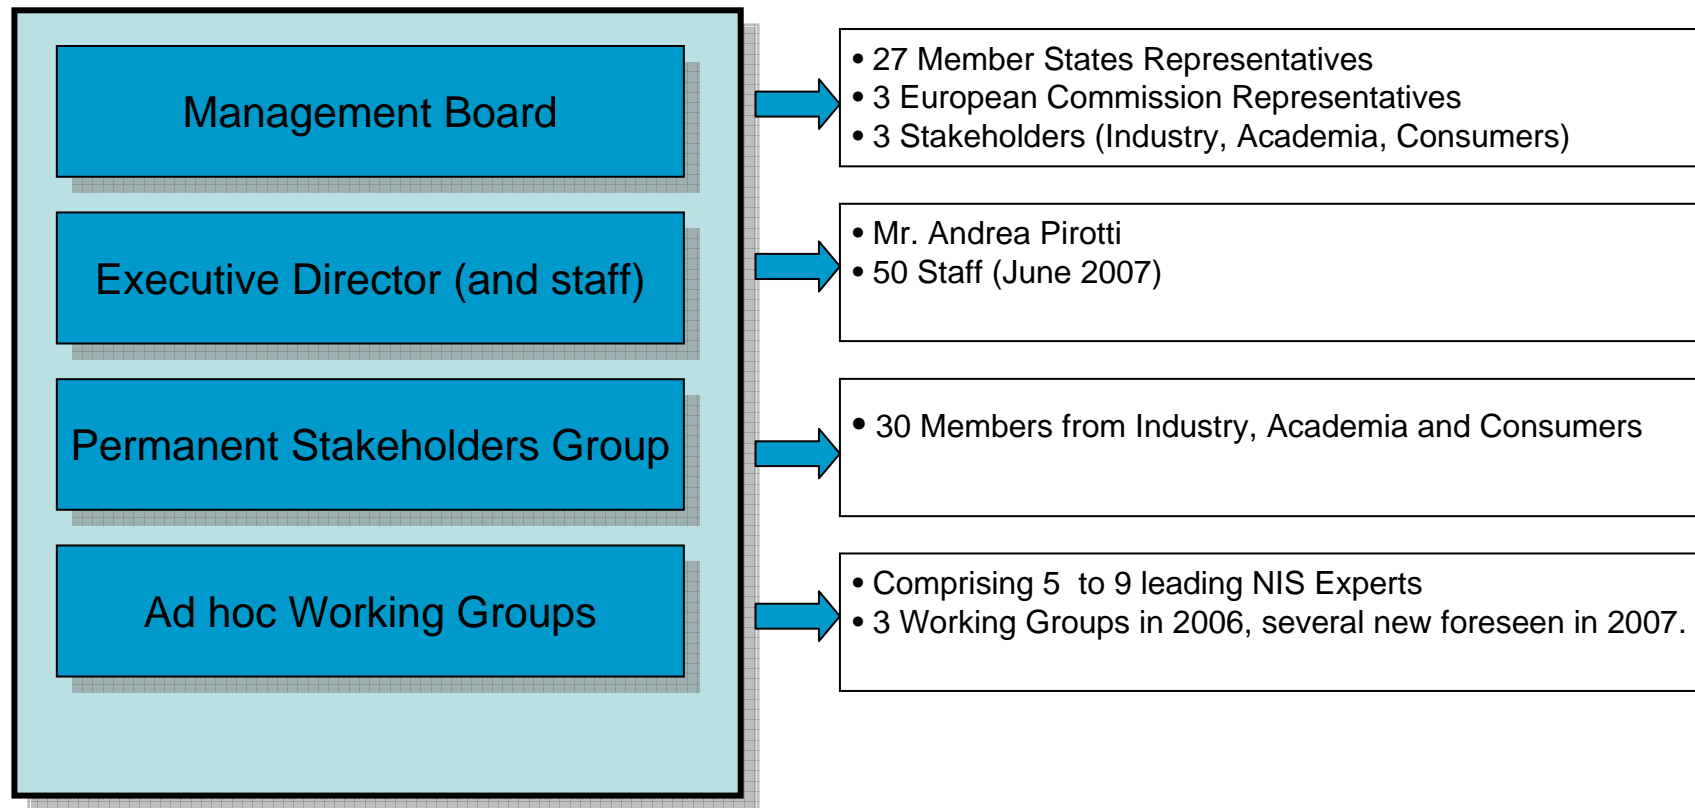 Management Board
• 27 Member States Representatives
• 3 European Commission Representatives
• 3 Stakeholders (Industry, Academia, Consumers)
Executive Director (and staff)
• Mr. Andrea Pirotti
• 50 Staff (June 2007)
Permanent Stakeholders Group
• 30 Members from Industry, Academia and Consumers
Ad hoc Working Groups
• Comprising 5  to 9 leading NIS Experts
• 3 Working Groups in 2006, several new foreseen in 2007.